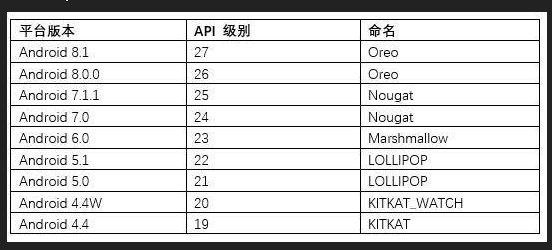 平台版本 API 级别 命名
Android 8.1 27 Oreo
Android 8.0.0 26 Oreo
Android 7.1.1 25 Nougat
Android 7.0 24 Nougat
Android 6.0 23 Marshmallow
Android 5.1 22 LOLLIPOP
Android 5.0 21 LOLLIPOP
Android 4.4W 20 KITKAT_WATCH
Android 4.4 19 KITKAT